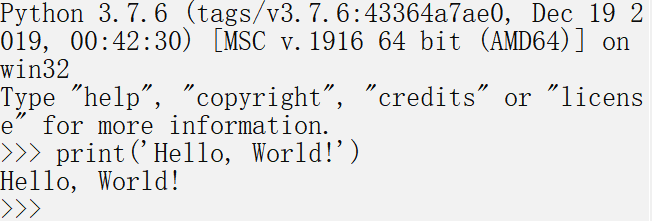 Python 3.7.6 (tags/v3.7.6:43364a7ae0, Dec 19 2
019, 00:42:30) [MSC v.1916 64 bit (AMD64)] on
win32
Type "help", "copyright", "credits" or "licens
e" for more information.
>>> print('Hello, World!')
Hello, World!
>>>